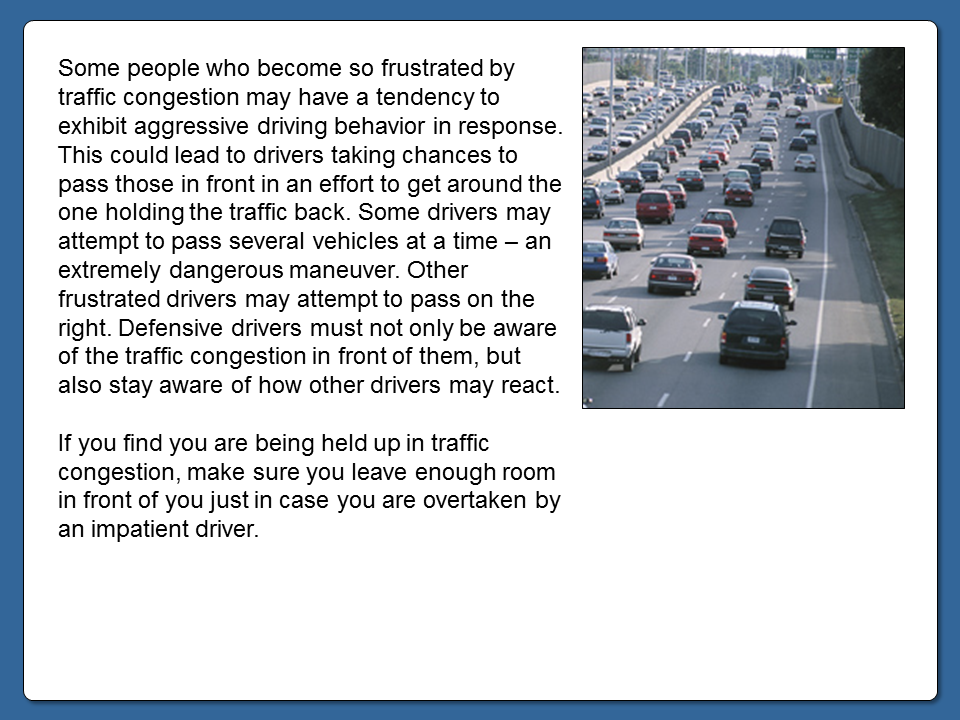 Some people who become so frustrated by
traffic congestion may have a tendency to
exhibit aggressive driving behavior in response.
This could lead to drivers taking chances to
pass those in front in an effort to get around the
one holding the traffic back. Some drivers may
attempt to pass several vehicles at a time – an
extremely dangerous maneuver. Other
frustrated drivers may attempt to pass on the
right. Defensive drivers must not only be aware
of the traffic congestion in front of them, but
also stay aware of how other drivers may react.
If you find you are being held up in traffic
congestion, make sure you leave enough room
in front of you just in case you are overtaken by
an impatient driver.